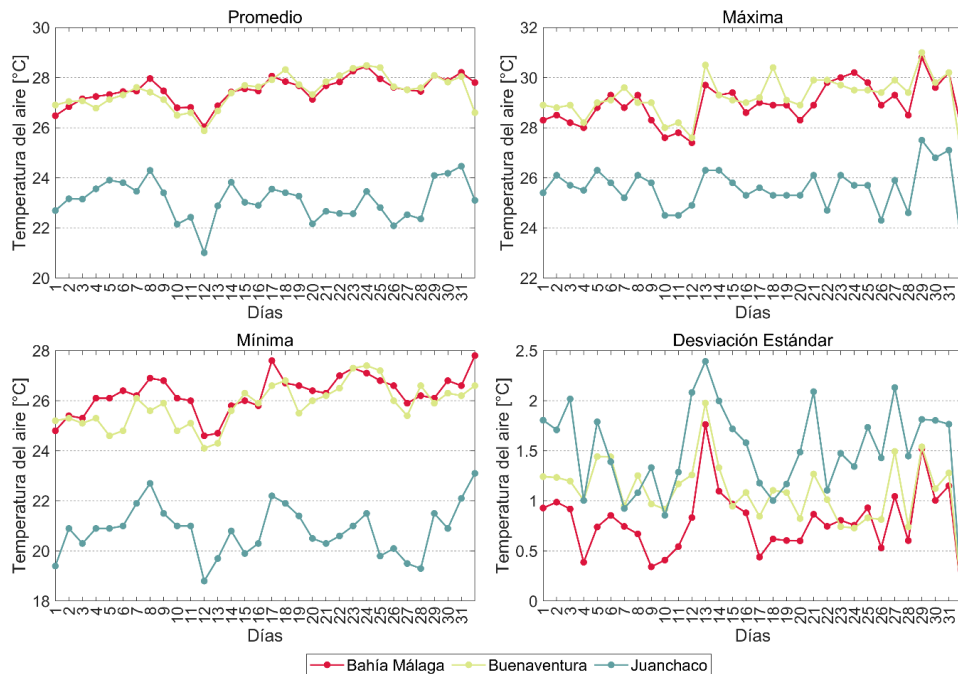 Promedio
Temperatura del aire [°C]
30
28
26
24
22
20
1 2 3 4 5 6 7 8 9 10 11 12 13 14 15 16 17 18 19 20 21 22 23 24 25 26 27 28 29 30 31
Días
Máxima
Temperatura del aire [°C]
32
30
28
26
24
22
1 2 3 4 5 6 7 8 9 10 11 12 13 14 15 16 17 18 19 20 21 22 23 24 25 26 27 28 29 30 31
Días
Mínima
Temperatura del aire [°C]
28
26
24
22
20
18
1 2 3 4 5 6 7 8 9 10 11 12 13 14 15 16 17 18 19 20 21 22 23 24 25 26 27 28 29 30 31
Días
Desviación Estándar
Temperatura del aire [°C]
2.5
2
1.5
1
0.5
0
1 2 3 4 5 6 7 8 9 10 11 12 13 14 15 16 17 18 19 20 21 22 23 24 25 26 27 28 29 30 31
Días
Bahía Málaga Buenaventura Juanchaco